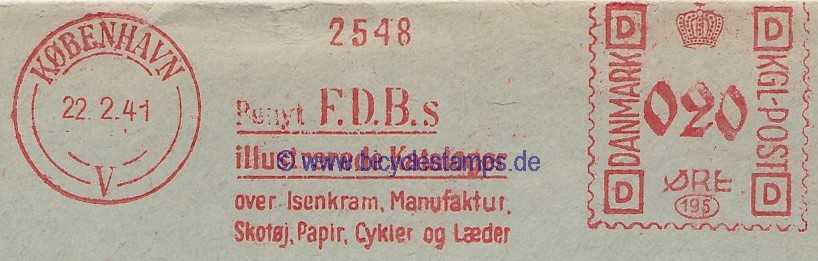 KØBENHAVN
22.2.41
V
2548
F.D.B.s
© www.bicyclestamps.de
over Isenkram, Manufaktur,
Skotøj, Papir, Cykler og Læder
D D
DANMARK
020
KGL-POST
ØRE
195
D D